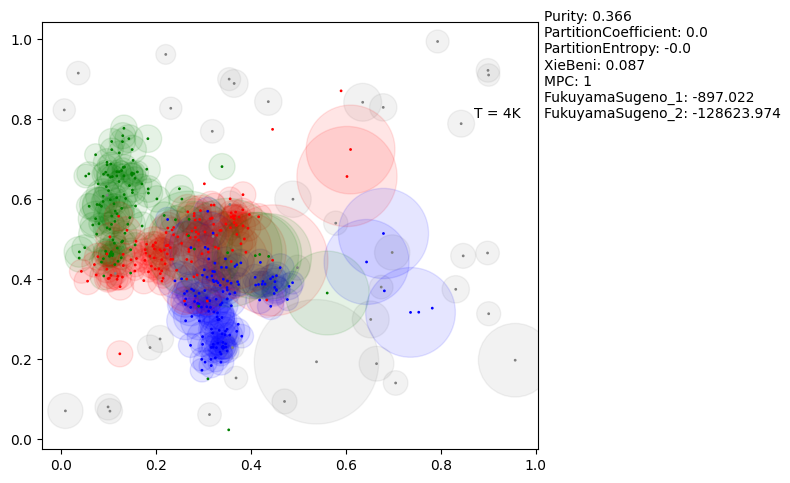 Purity: 0.366
PartitionCoefficient: 0.0
PartitionEntropy: -0.0
XieBeni: 0.087
MPC: 1
FukuyamaSugeno_1: -897.022
FukuyamaSugeno_2: -128623.974
T = 4K
1.0
0.8
0.6
0.4
0.2
0.0
0.0 0.2 0.4 0.6 0.8 1.0